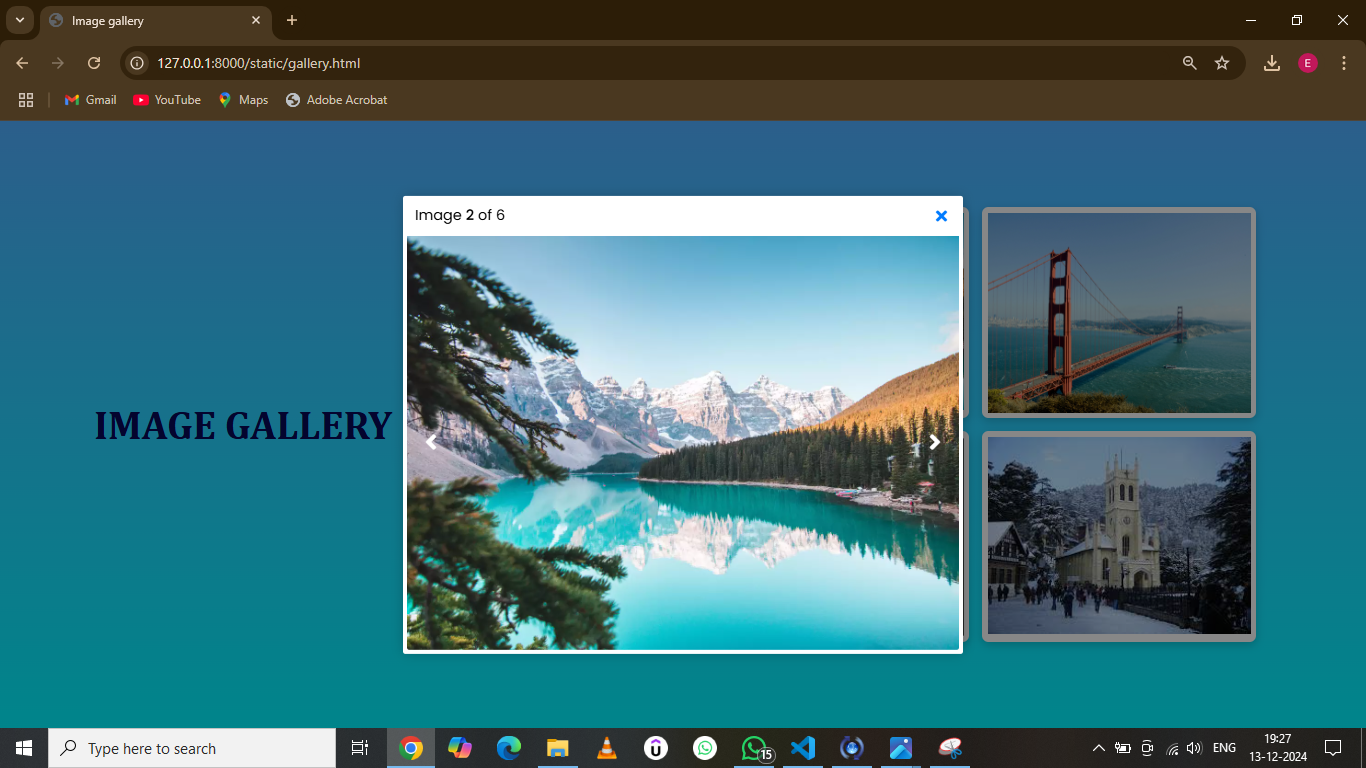 Image gallery
127.0.0.1:8000/static/gallery.html
E
Gmail
YouTube
Maps
Adobe Acrobat
Image 2 of 6
IMAGE GALLERY
Type here to search
15
ENG
19:27
13-12-2024